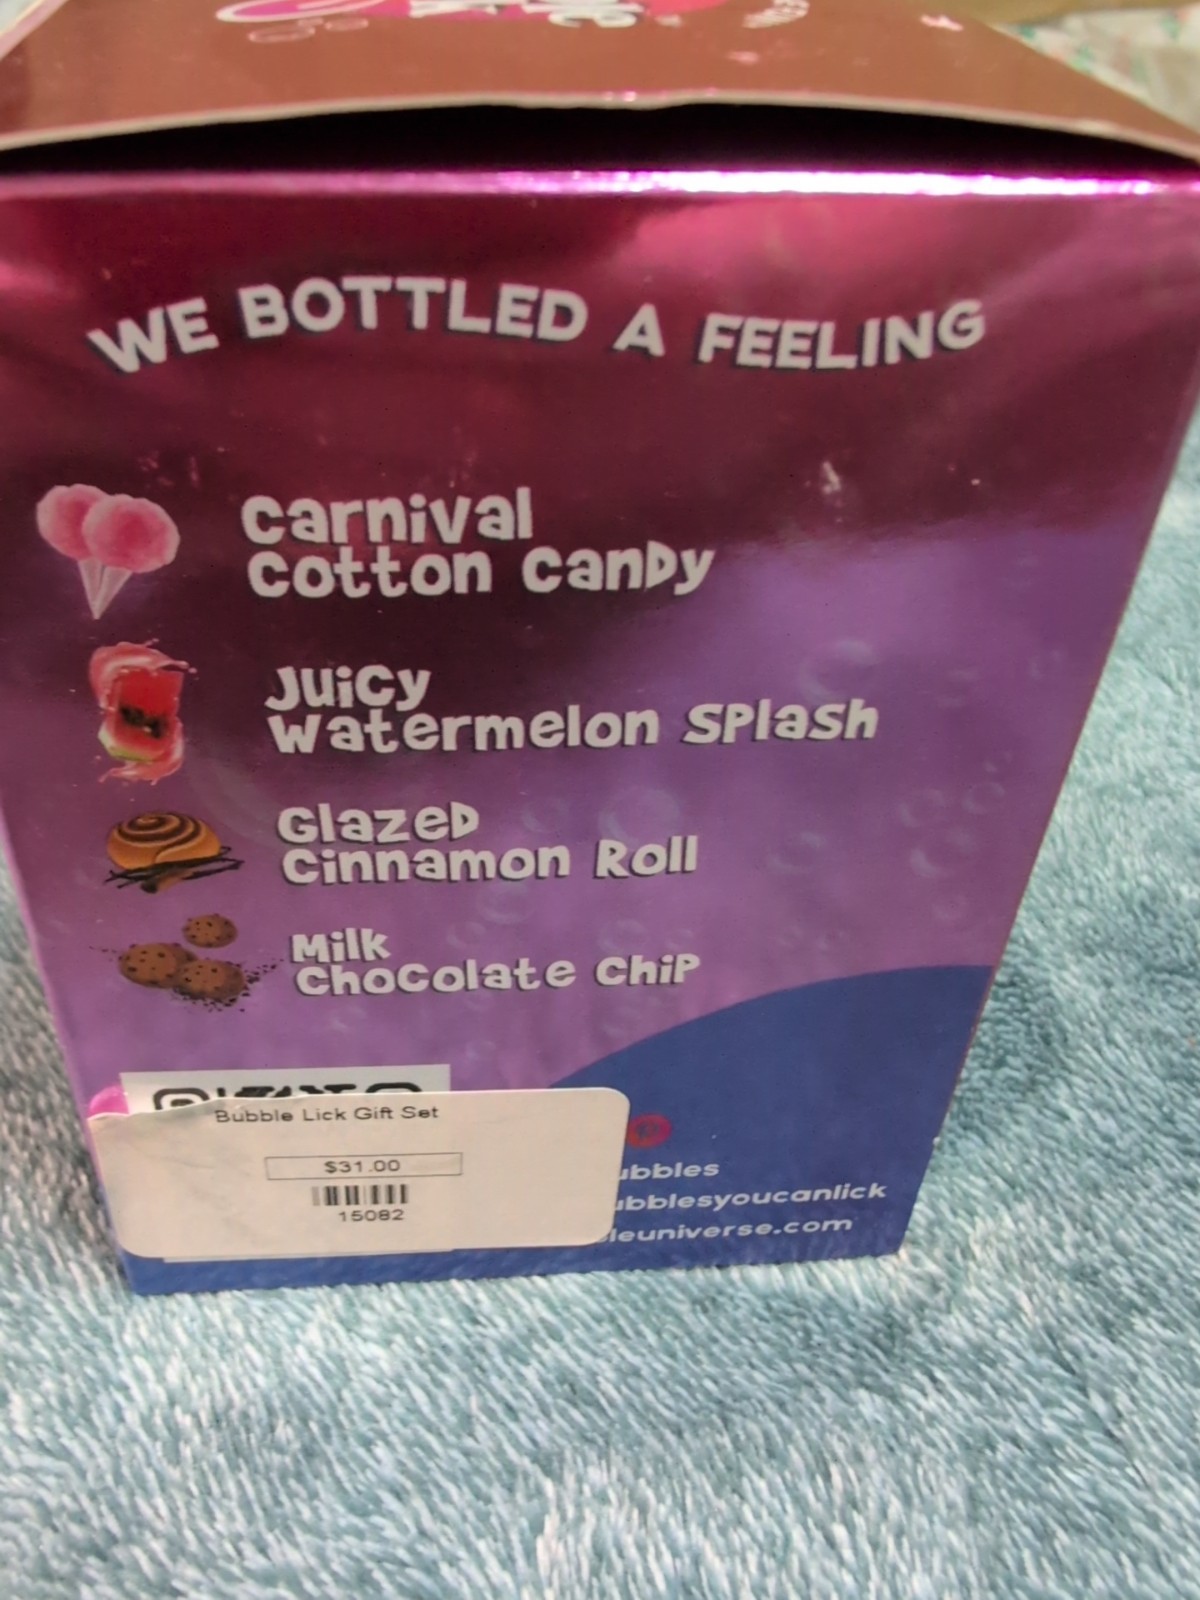 WE BOTTLED A FEELING
Carnival
Cotton Candy
Juicy
Watermelon Splash
Glazed
Cinnamon Roll
Milk
Chocolate Chip
Bubble Lick Gift Set
$31.00
15082
ubbles
ubblesyoucanlick
leuniverse.com